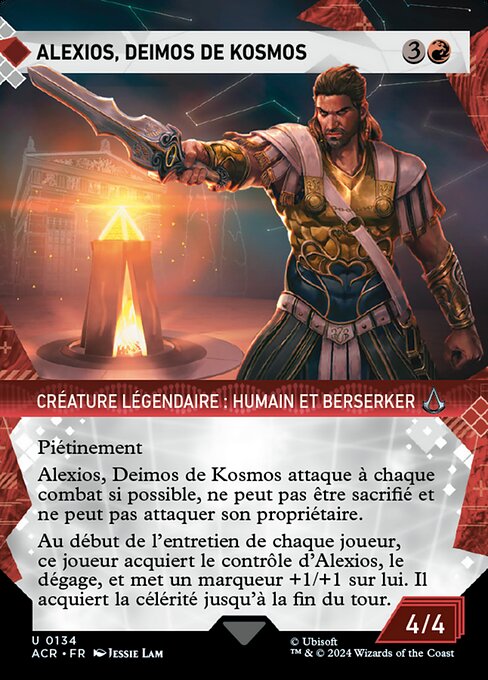 ALEXIOS, DEIMOS DE KOSMOS 3
CRÉATURE LÉGENDAIRE : HUMAIN ET BERSERKER
Piétinement
Alexios, Deimos de Kosmos attaque à chaque
combat si possible, ne peut pas être sacrifié et
ne peut pas attaquer son propriétaire.
Au début de l'entretien de chaque joueur,
ce joueur acquiert le contrôle d'Alexios, le
dégage, et met un marqueur +1/+1 sur lui. Il
acquiert la célérité jusqu'à la fin du tour.
4/4
U 0134
ACR • FR Jessie Lam
© Ubisoft
™ & © 2024 Wizards of the Coast